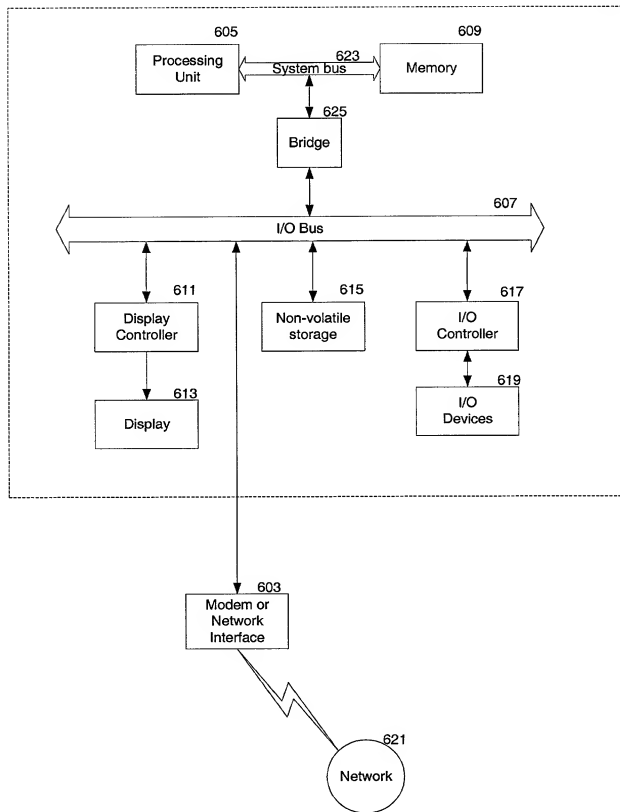 605
Processing
Unit
623
System bus
609
Memory
625
Bridge
607
I/O Bus
611
Display
Controller
615
Non-volatile
storage
617
I/O
Controller
613
Display
619
I/O
Devices
603
Modem or
Network
Interface
621
Network